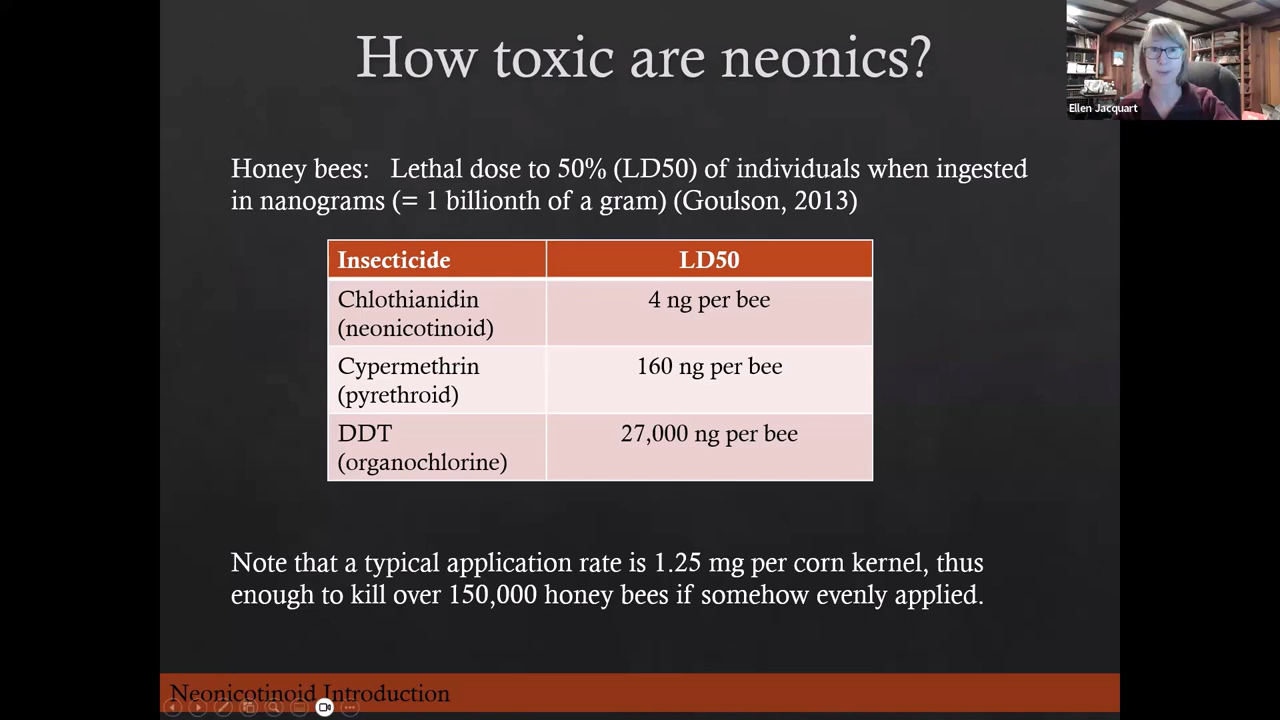 How toxic are neonics?
Ellen Jacquart
Honey bees: Lethal dose to 50% (LD50) of individuals when ingested
in nanograms (= 1 billionth of a gram) (Goulson, 2013)
Insecticide LD50
Chlothianidin 4 ng per bee
(neonicotinoid)
Cypermethrin 160 ng per bee
(pyrethroid)
DDT 27,000 ng per bee
(organochlorine)
Note that a typical application rate is 1.25 mg per corn kernel, thus
enough to kill over 150,000 honey bees if somehow evenly applied.
Neonicotinoid Introduction